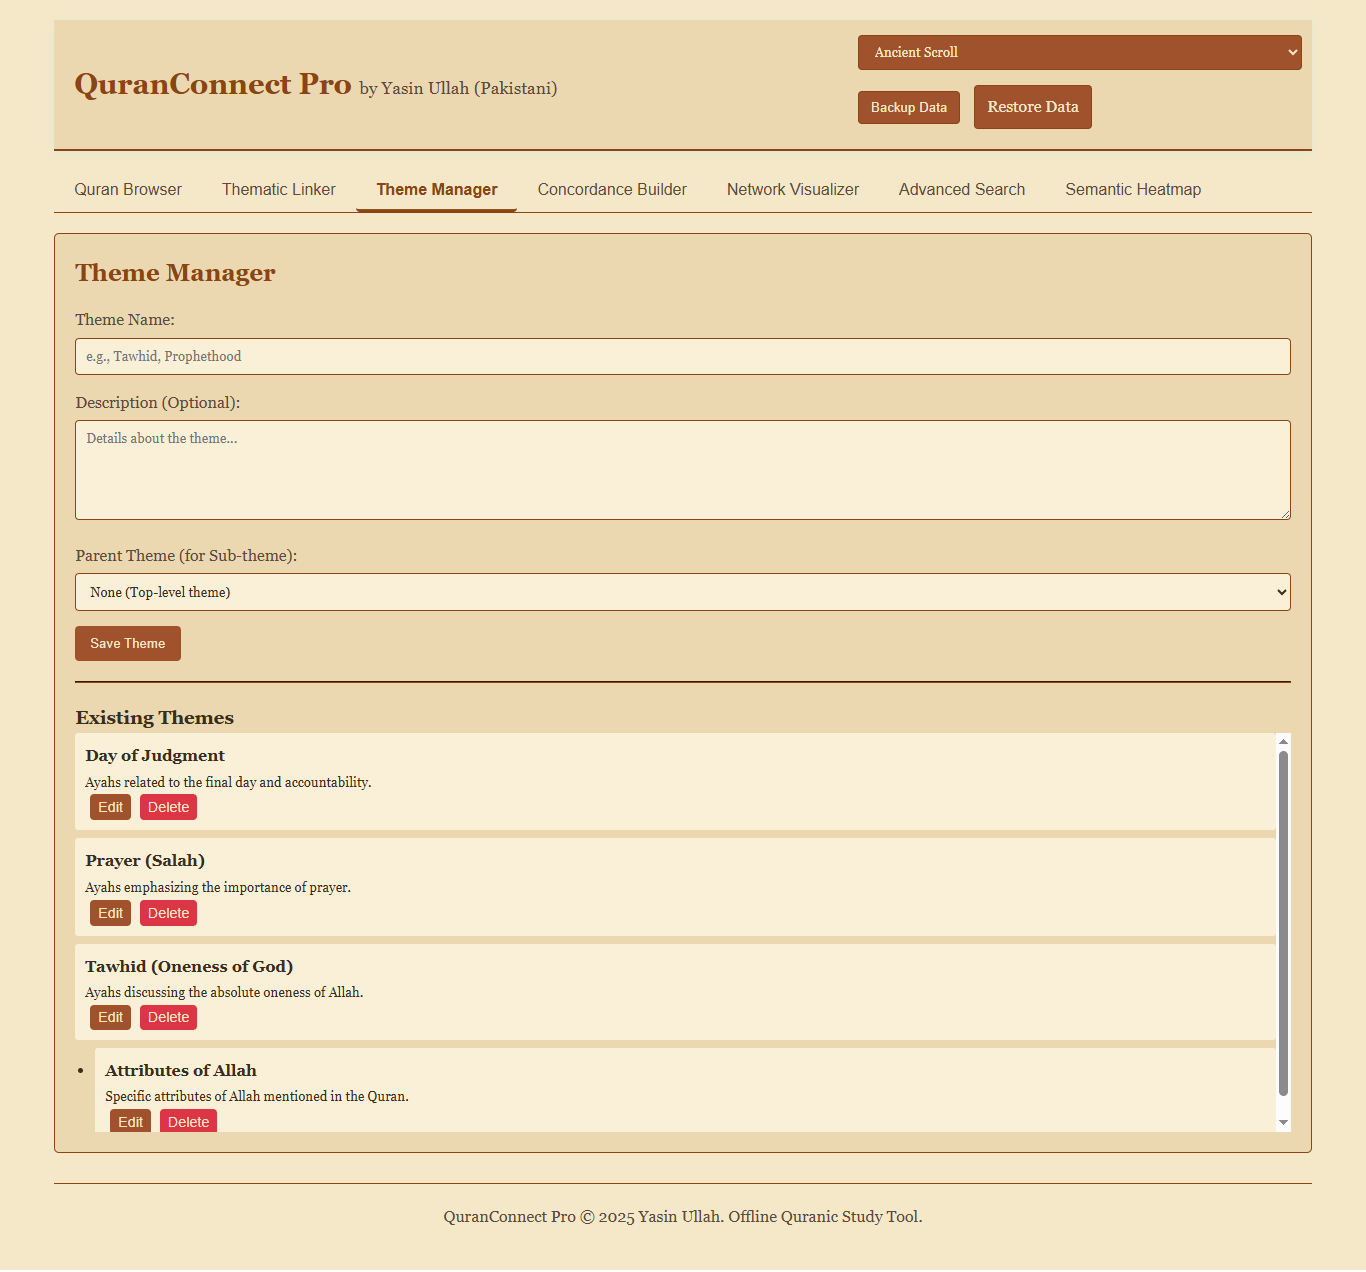 QuranConnect Pro by Yasin Ullah (Pakistani)
Ancient Scroll
Backup Data
Restore Data
Quran Browser
Thematic Linker
Theme Manager
Concordance Builder
Network Visualizer
Advanced Search
Semantic Heatmap
Theme Manager
Theme Name:
e.g., Tawhid, Prophethood
Description (Optional):
Details about the theme...
Parent Theme (for Sub-theme):
None (Top-level theme)
Save Theme
Existing Themes
Day of Judgment
Ayahs related to the final day and accountability.
Edit Delete
Prayer (Salah)
Ayahs emphasizing the importance of prayer.
Edit Delete
Tawhid (Oneness of God)
Ayahs discussing the absolute oneness of Allah.
Edit Delete
• Attributes of Allah
Specific attributes of Allah mentioned in the Quran.
Edit Delete
QuranConnect Pro © 2025 Yasin Ullah. Offline Quranic Study Tool.